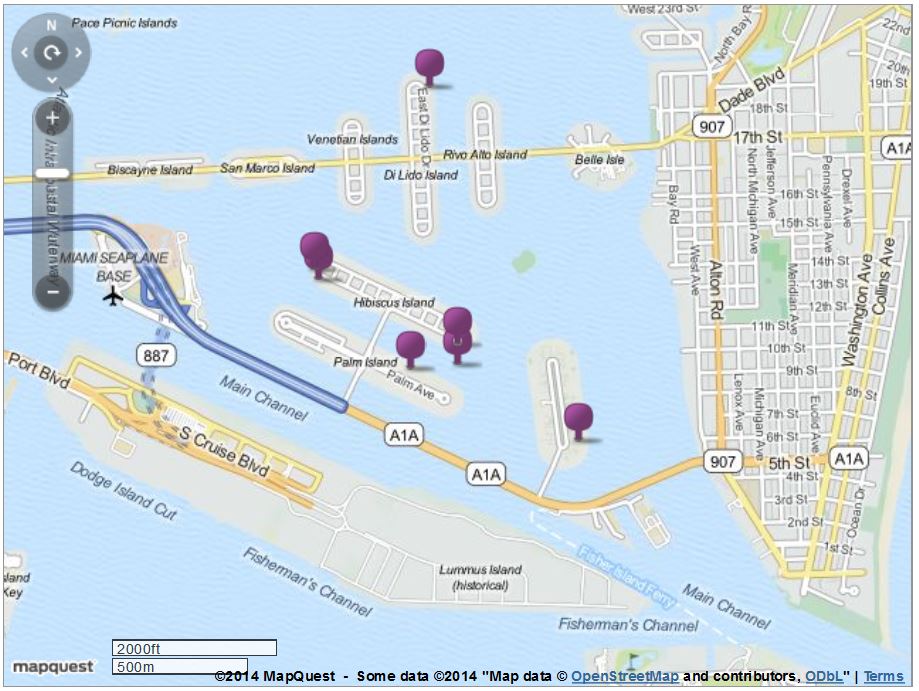 West 23rd St
Pace Picnic Islands
N
22nd
North Bay R
20th
19th St
Dade Blvd
18th St
907
17th St
A1A
East Di Lido Dr
Venetian Islands
Rivo Alto Island
Belle Isle
Biscayne Island
San Marco Island
Di Lido Island
Jefferson Ave
North Michigan Ave
Pennsylvania Ave
Drexel Ave
16th St
Bay Rd
15th St
West Ave
MIAMI SEAPLANE
BASE
14th St
13th St
12th St
Alton Rd
Meridian Ave
Washington Ave
Collins Ave
Hibiscus Island
11th St
10th St
887
Palm Island
Palm Ave
9th St
Port Blvd
Main Channel
Lenox Ave
Michigan Ave
Euclid Ave
8th St
7th St
6th St
A1A
S Cruise Blvd
A1A
907
5th St
A1A
4th St
3rd St
Ocean Dr
2nd St
1st St
Dodge Island Cut
Fisherman's Channel
Lummus Island
(historical)
Fisher Island Ferry
Main Channel
Fisherman's Channel
sland
Key
2000ft
500m
mapquest
©2014 MapQuest - Some data ©2014 "Map data © OpenStreetMap and contributors, ODbL" | Terms